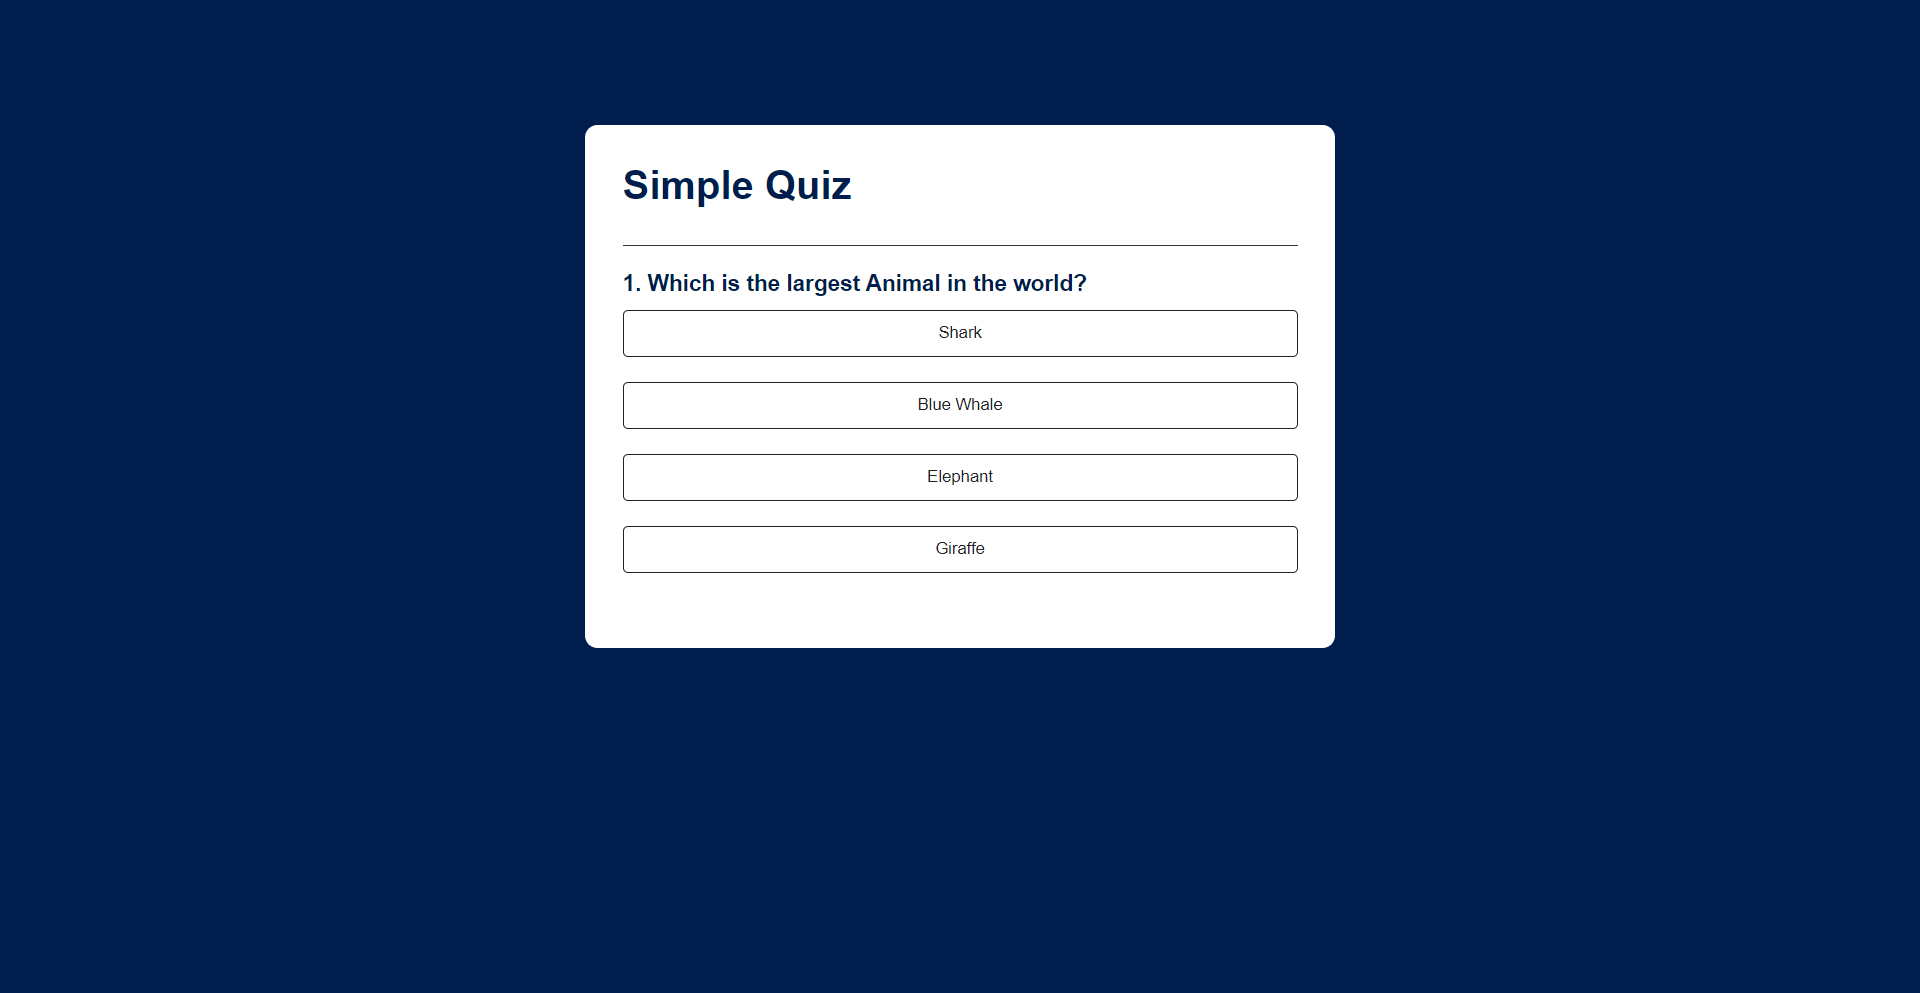 Simple Quiz
1. Which is the largest Animal in the world?
Shark
Blue Whale
Elephant
Giraffe